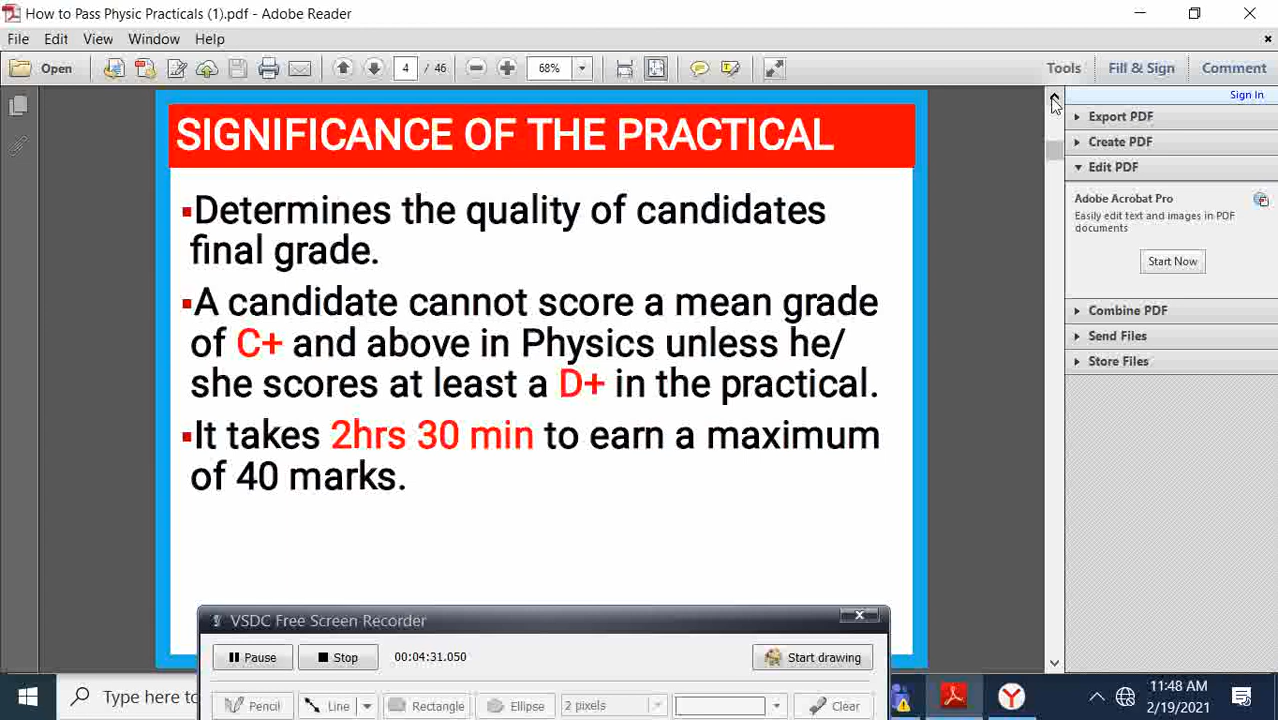 How to Pass Physic Practicals (1).pdf - Adobe Reader
File Edit View Window Help
Open 4 / 46 68% Tools Fill & Sign Comment
Sign In
Export PDF
Create PDF
Edit PDF
Adobe Acrobat Pro
Easily edit text and images in PDF
documents
Start Now
Combine PDF
Send Files
Store Files
SIGNIFICANCE OF THE PRACTICAL
▪Determines the quality of candidates
final grade.
▪A candidate cannot score a mean grade
of C+ and above in Physics unless he/
she scores at least a D+ in the practical.
▪It takes 2hrs 30 min to earn a maximum
of 40 marks.
VSDC Free Screen Recorder
Pause Stop 00:04:31.050 Start drawing
Pencil Line Rectangle Ellipse 2 pixels Clear
Type here to
11:48 AM
2/19/2021